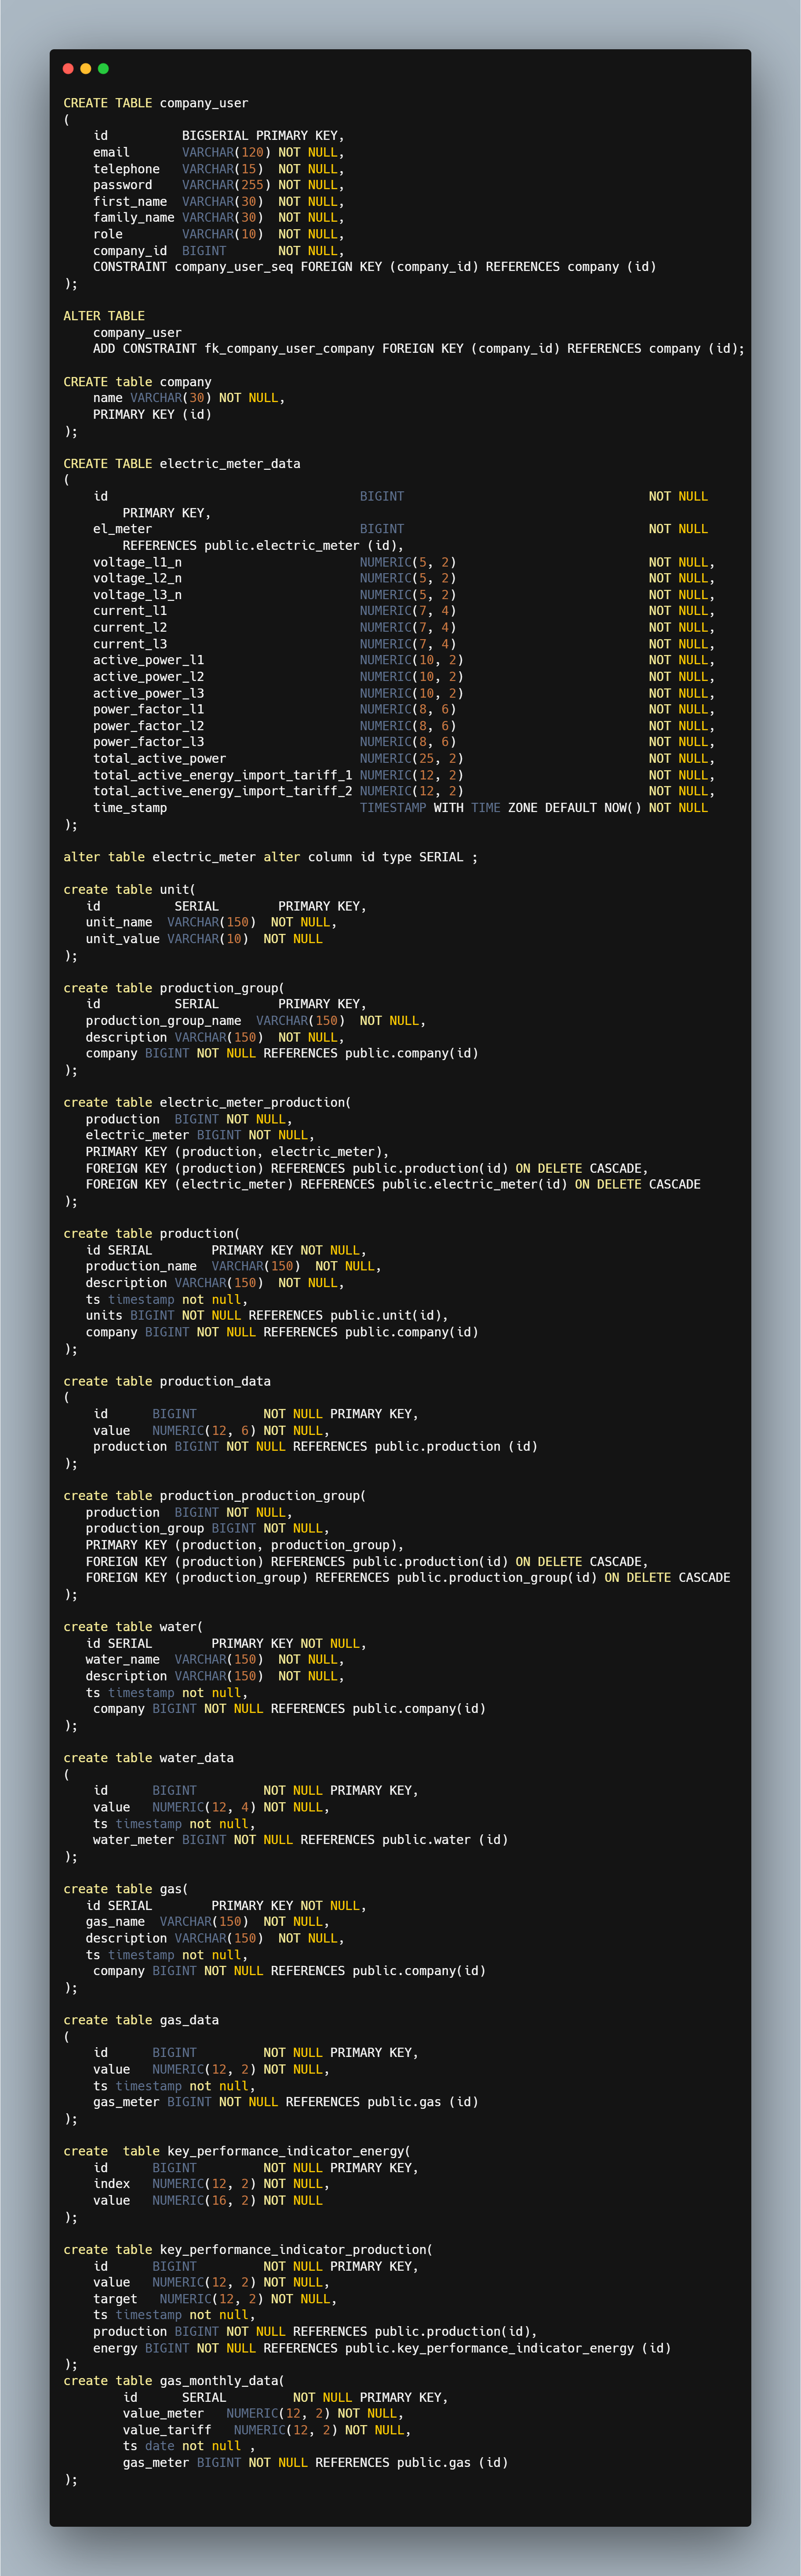 CREATE TABLE company_user
(
    id          BIGSERIAL PRIMARY KEY,
    email       VARCHAR(120) NOT NULL,
    telephone   VARCHAR(15)  NOT NULL,
    password    VARCHAR(255) NOT NULL,
    first_name  VARCHAR(30)  NOT NULL,
    family_name VARCHAR(30)  NOT NULL,
    role        VARCHAR(10)  NOT NULL,
    company_id  BIGINT       NOT NULL,
    CONSTRAINT company_user_seq FOREIGN KEY (company_id) REFERENCES company (id)
);

ALTER TABLE
    company_user
    ADD CONSTRAINT fk_company_user_company FOREIGN KEY (company_id) REFERENCES company (id);

CREATE table company
    name VARCHAR(30) NOT NULL,
    PRIMARY KEY (id)
);

CREATE TABLE electric_meter_data
(
    id                                  BIGINT                                 NOT NULL
        PRIMARY KEY,
    el_meter                            BIGINT                                 NOT NULL
        REFERENCES public.electric_meter (id),
    voltage_l1_n                        NUMERIC(5, 2)                          NOT NULL,
    voltage_l2_n                        NUMERIC(5, 2)                          NOT NULL,
    voltage_l3_n                        NUMERIC(5, 2)                          NOT NULL,
    current_l1                          NUMERIC(7, 4)                          NOT NULL,
    current_l2                          NUMERIC(7, 4)                          NOT NULL,
    current_l3                          NUMERIC(7, 4)                          NOT NULL,
    active_power_l1                     NUMERIC(10, 2)                         NOT NULL,
    active_power_l2                     NUMERIC(10, 2)                         NOT NULL,
    active_power_l3                     NUMERIC(10, 2)                         NOT NULL,
    power_factor_l1                     NUMERIC(8, 6)                          NOT NULL,
    power_factor_l2                     NUMERIC(8, 6)                          NOT NULL,
    power_factor_l3                     NUMERIC(8, 6)                          NOT NULL,
    total_active_power                  NUMERIC(25, 2)                         NOT NULL,
    total_active_energy_import_tariff_1 NUMERIC(12, 2)                         NOT NULL,
    total_active_energy_import_tariff_2 NUMERIC(12, 2)                         NOT NULL,
    time_stamp                          TIMESTAMP WITH TIME ZONE DEFAULT NOW() NOT NULL
);

alter table electric_meter alter column id type SERIAL ;

create table unit(
   id          SERIAL        PRIMARY KEY,
   unit_name  VARCHAR(150)  NOT NULL,
   unit_value VARCHAR(10)  NOT NULL
);

create table production_group(
   id          SERIAL        PRIMARY KEY,
   production_group_name  VARCHAR(150)  NOT NULL,
   description VARCHAR(150)  NOT NULL,
   company BIGINT NOT NULL REFERENCES public.company(id)
);

create table electric_meter_production(
   production  BIGINT NOT NULL,
   electric_meter BIGINT NOT NULL,
   PRIMARY KEY (production, electric_meter),
   FOREIGN KEY (production) REFERENCES public.production(id) ON DELETE CASCADE,
   FOREIGN KEY (electric_meter) REFERENCES public.electric_meter(id) ON DELETE CASCADE
);

create table production(
   id SERIAL        PRIMARY KEY NOT NULL,
   production_name  VARCHAR(150)  NOT NULL,
   description VARCHAR(150)  NOT NULL,
   ts timestamp not null,
   units BIGINT NOT NULL REFERENCES public.unit(id),
   company BIGINT NOT NULL REFERENCES public.company(id)
);

create table production_data
(
    id      BIGINT         NOT NULL PRIMARY KEY,
    value   NUMERIC(12, 6) NOT NULL,
    production BIGINT NOT NULL REFERENCES public.production (id)
);

create table production_production_group(
   production  BIGINT NOT NULL,
   production_group BIGINT NOT NULL,
   PRIMARY KEY (production, production_group),
   FOREIGN KEY (production) REFERENCES public.production(id) ON DELETE CASCADE,
   FOREIGN KEY (production_group) REFERENCES public.production_group(id) ON DELETE CASCADE
);

create table water(
   id SERIAL        PRIMARY KEY NOT NULL,
   water_name  VARCHAR(150)  NOT NULL,
   description VARCHAR(150)  NOT NULL,
   ts timestamp not null,
    company BIGINT NOT NULL REFERENCES public.company(id)
);

create table water_data
(
    id      BIGINT         NOT NULL PRIMARY KEY,
    value   NUMERIC(12, 4) NOT NULL,
    ts timestamp not null,
    water_meter BIGINT NOT NULL REFERENCES public.water (id)
);

create table gas(
   id SERIAL        PRIMARY KEY NOT NULL,
   gas_name  VARCHAR(150)  NOT NULL,
   description VARCHAR(150)  NOT NULL,
   ts timestamp not null,
    company BIGINT NOT NULL REFERENCES public.company(id)
);

create table gas_data
(
    id      BIGINT         NOT NULL PRIMARY KEY,
    value   NUMERIC(12, 2) NOT NULL,
    ts timestamp not null,
    gas_meter BIGINT NOT NULL REFERENCES public.gas (id)
);

create  table key_performance_indicator_energy(
    id      BIGINT         NOT NULL PRIMARY KEY,
    index   NUMERIC(12, 2) NOT NULL,
    value   NUMERIC(16, 2) NOT NULL
);

create table key_performance_indicator_production(
    id      BIGINT         NOT NULL PRIMARY KEY,
    value   NUMERIC(12, 2) NOT NULL,
    target   NUMERIC(12, 2) NOT NULL,
    ts timestamp not null,
    production BIGINT NOT NULL REFERENCES public.production(id),
    energy BIGINT NOT NULL REFERENCES public.key_performance_indicator_energy (id)
);
create table gas_monthly_data(
        id      SERIAL         NOT NULL PRIMARY KEY,
        value_meter   NUMERIC(12, 2) NOT NULL,
        value_tariff   NUMERIC(12, 2) NOT NULL,
        ts date not null ,
        gas_meter BIGINT NOT NULL REFERENCES public.gas (id)
);